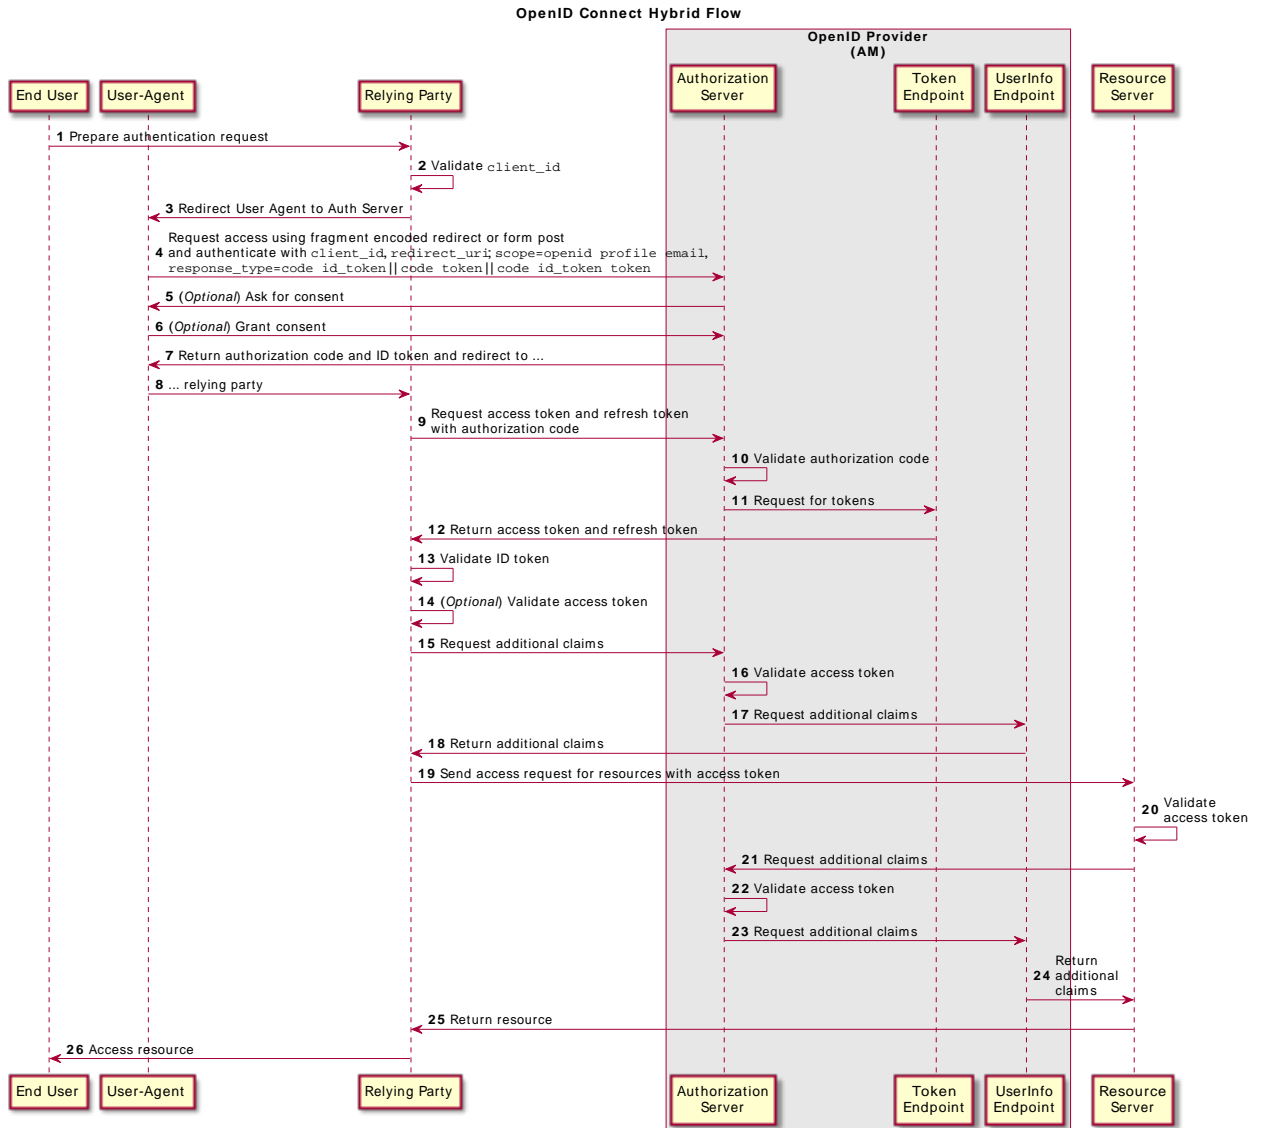 OpenID Connect Hybrid Flow
OpenID Provider
(AM)
End User
User-Agent
Relying Party
Authorization
Server
Token
Endpoint
UserInfo
Endpoint
Resource
Server
1 Prepare authentication request
2 Validate client_id
3 Redirect User Agent to Auth Server
Request access using fragment encoded redirect or form post
4 and authenticate with client_id, redirect_uri; scope=openid profile email,
response_type=code id_token||code token||code id_token token
5 (Optional) Ask for consent
6 (Optional) Grant consent
7 Return authorization code and ID token and redirect to ...
8 ... relying party
9 Request access token and refresh token
with authorization code
10 Validate authorization code
11 Request for tokens
12 Return access token and refresh token
13 Validate ID token
14 (Optional) Validate access token
15 Request additional claims
16 Validate access token
17 Request additional claims
18 Return additional claims
19 Send access request for resources with access token
20 Validate
access token
21 Request additional claims
22 Validate access token
23 Request additional claims
Return
24 additional
claims
25 Return resource
26 Access resource
End User
User-Agent
Relying Party
Authorization
Server
Token
Endpoint
UserInfo
Endpoint
Resource
Server